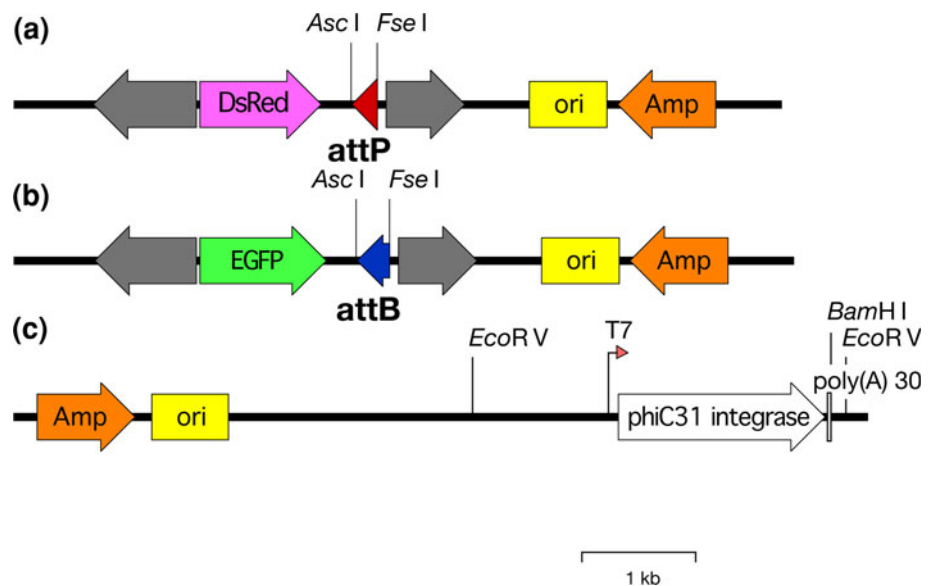 (a)
Asc I Fse I
DsRed ori Amp
attP
(b)
Asc I Fse I
EGFP ori Amp
attB
(c)
BamH I
EcoR V T7 EcoR V
poly(A) 30
Amp ori phiC31 integrase
1 kb